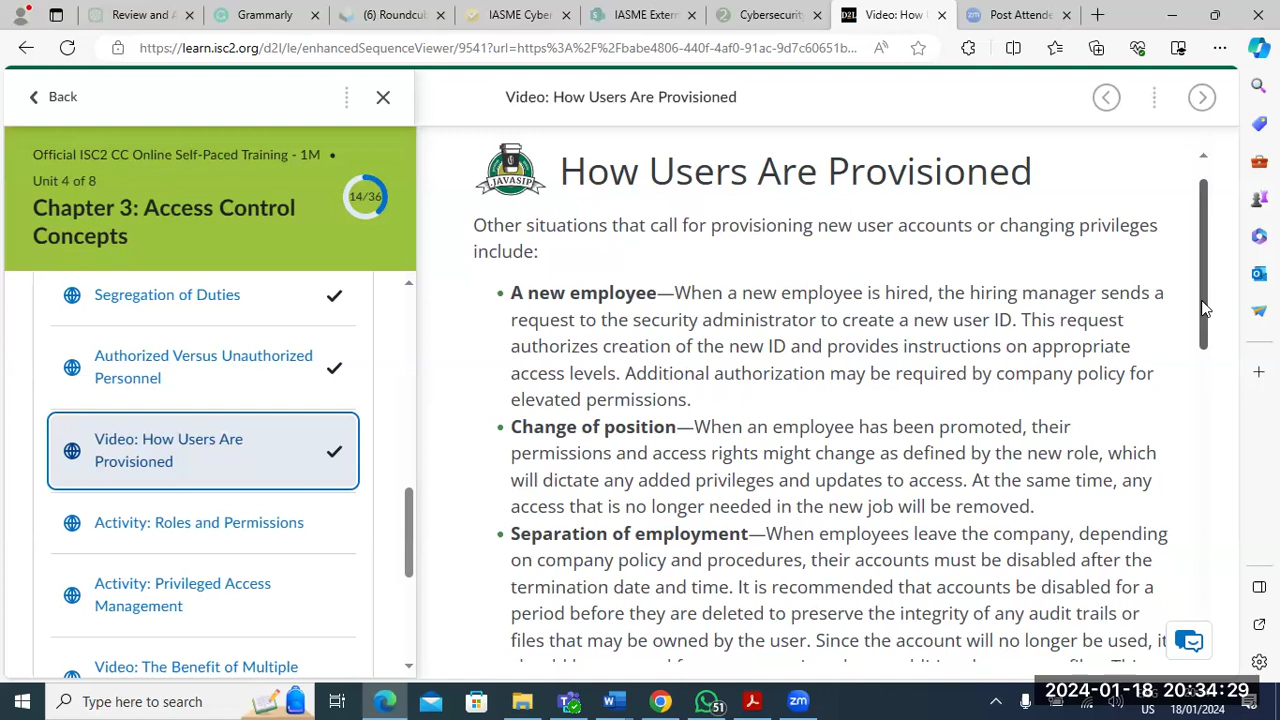 Review and A
Grammarly
(6) Roundcub
IASME Cyber
IASME Extern
Cybersecurity
D2L
Video: How U
Post Attende
https://learn.isc2.org/d2l/le/enhancedSequenceViewer/9541?url=https%3A%2F%2Fbabe4806-440f-4af0-91ac-9d7c60651b...
Back
Video: How Users Are Provisioned
Official ISC2 CC Online Self-Paced Training - 1M •
Unit 4 of 8
Chapter 3: Access Control
Concepts
14/36
Segregation of Duties
Authorized Versus Unauthorized
Personnel
Video: How Users Are
Provisioned
Activity: Roles and Permissions
Activity: Privileged Access
Management
Video: The Benefit of Multiple
JAVASIP
How Users Are Provisioned
Other situations that call for provisioning new user accounts or changing privileges
include:
• A new employee—When a new employee is hired, the hiring manager sends a
request to the security administrator to create a new user ID. This request
authorizes creation of the new ID and provides instructions on appropriate
access levels. Additional authorization may be required by company policy for
elevated permissions.
• Change of position—When an employee has been promoted, their
permissions and access rights might change as defined by the new role, which
will dictate any added privileges and updates to access. At the same time, any
access that is no longer needed in the new job will be removed.
• Separation of employment—When employees leave the company, depending
on company policy and procedures, their accounts must be disabled after the
termination date and time. It is recommended that accounts be disabled for a
period before they are deleted to preserve the integrity of any audit trails or
files that may be owned by the user. Since the account will no longer be used, it
Type here to search
51
zm
2024-01-18 20:34:29
US
18/01/2024